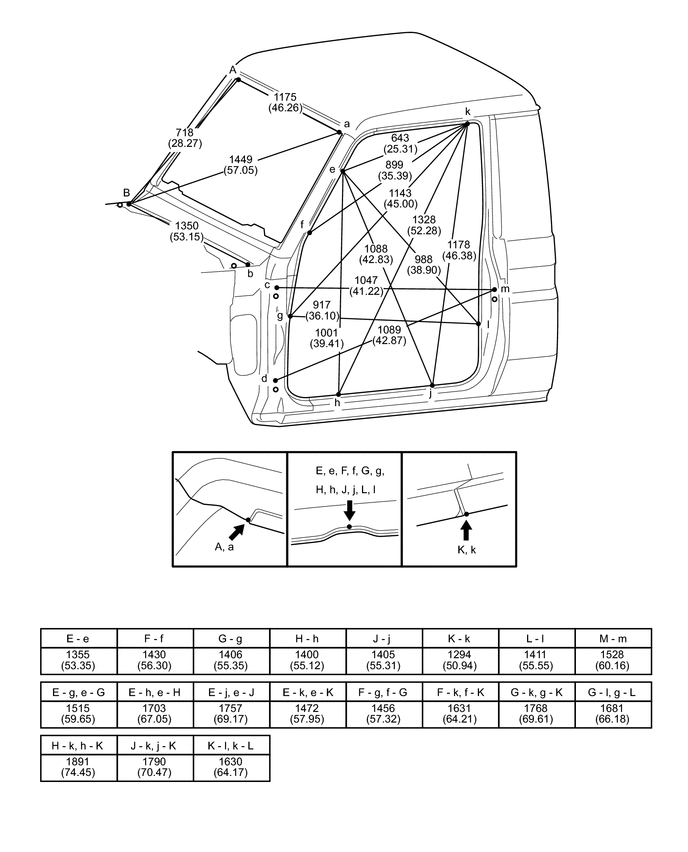 A
1175
(46.26)
a
k
718
(28.27)
643
(25.31)
1449
(57.05)
e
899
(35.39)
B
1143
(45.00)
1350
(53.15)
f
1328
(52.28)
1088
(42.83)
1178
(46.38)
988
(38.90)
b
c
1047
(41.22)
m
g
917
(36.10)
l
1001
(39.41)
1089
(42.87)
d
h
j
E, e, F, f, G, g,
H, h, J, j, L, l
A, a
K, k
E - e F - f G - g H - h J - j K - k L - l M - m
1355 1430 1406 1400 1405 1294 1411 1528
(53.35) (56.30) (55.35) (55.12) (55.31) (50.94) (55.55) (60.16)
E - g, e - G E - h, e - H E - j, e - J E - k, e - K F - g, f - G F - k, f - K G - k, g - K G - l, g - L
1515 1703 1757 1472 1456 1631 1768 1681
(59.65) (67.05) (69.17) (57.95) (57.32) (64.21) (69.61) (66.18)
H - k, h - K J - k, j - K K - l, k - L
1891 1790 1630
(74.45) (70.47) (64.17)